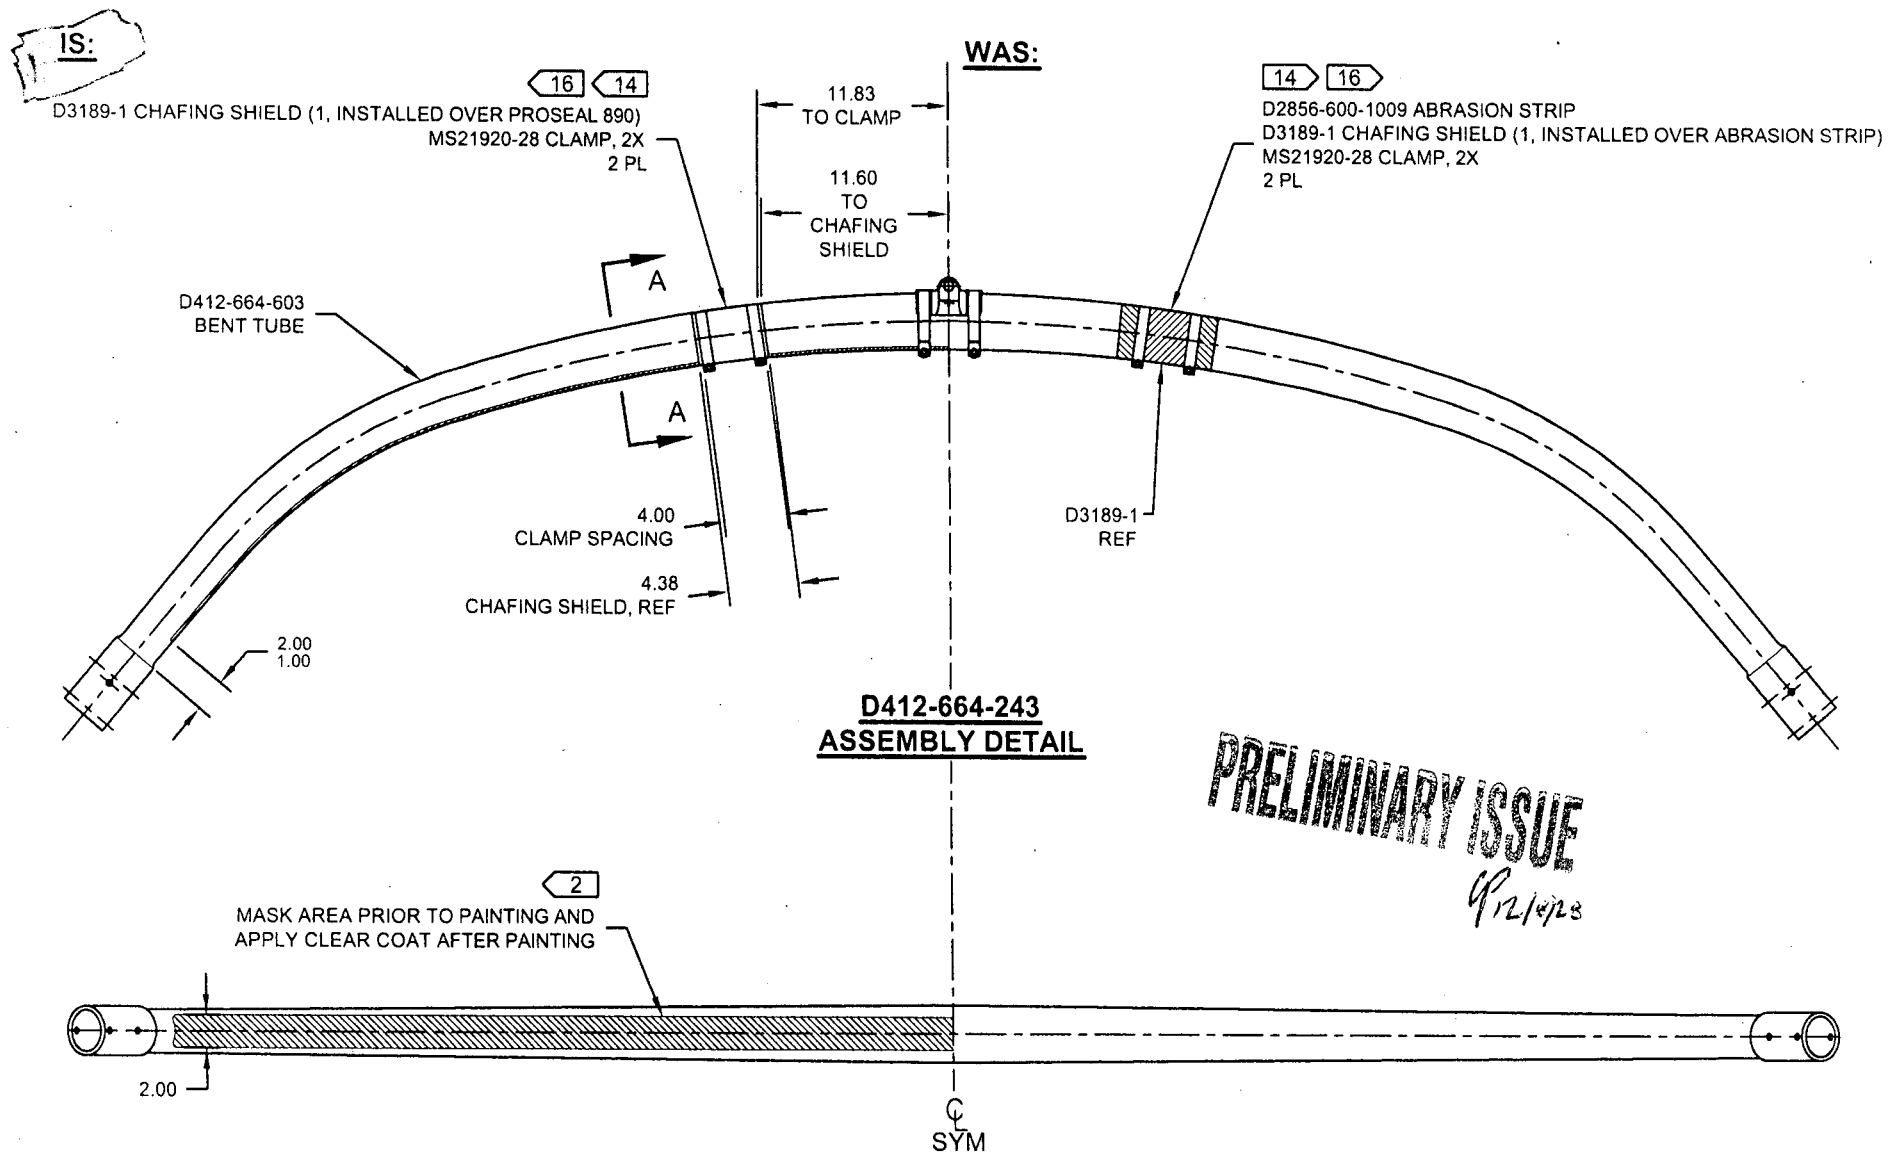 IS:
WAS:
16 14
D3189-1 CHAFING SHIELD (1, INSTALLED OVER PROSEAL 890)
MS21920-28 CLAMP, 2X
2 PL
11.83
TO CLAMP
11.60
TO
CHAFING
SHIELD
14 16
D2856-600-1009 ABRASION STRIP
D3189-1 CHAFING SHIELD (1, INSTALLED OVER ABRASION STRIP)
MS21920-28 CLAMP, 2X
2 PL
A
D412-664-603
BENT TUBE
A
4.00
CLAMP SPACING
4.38
CHAFING SHIELD, REF
D3189-1
REF
2.00
1.00
D412-664-243
ASSEMBLY DETAIL
PRELIMINARY ISSUE
2
MASK AREA PRIOR TO PAINTING AND
APPLY CLEAR COAT AFTER PAINTING
2.00
SYM